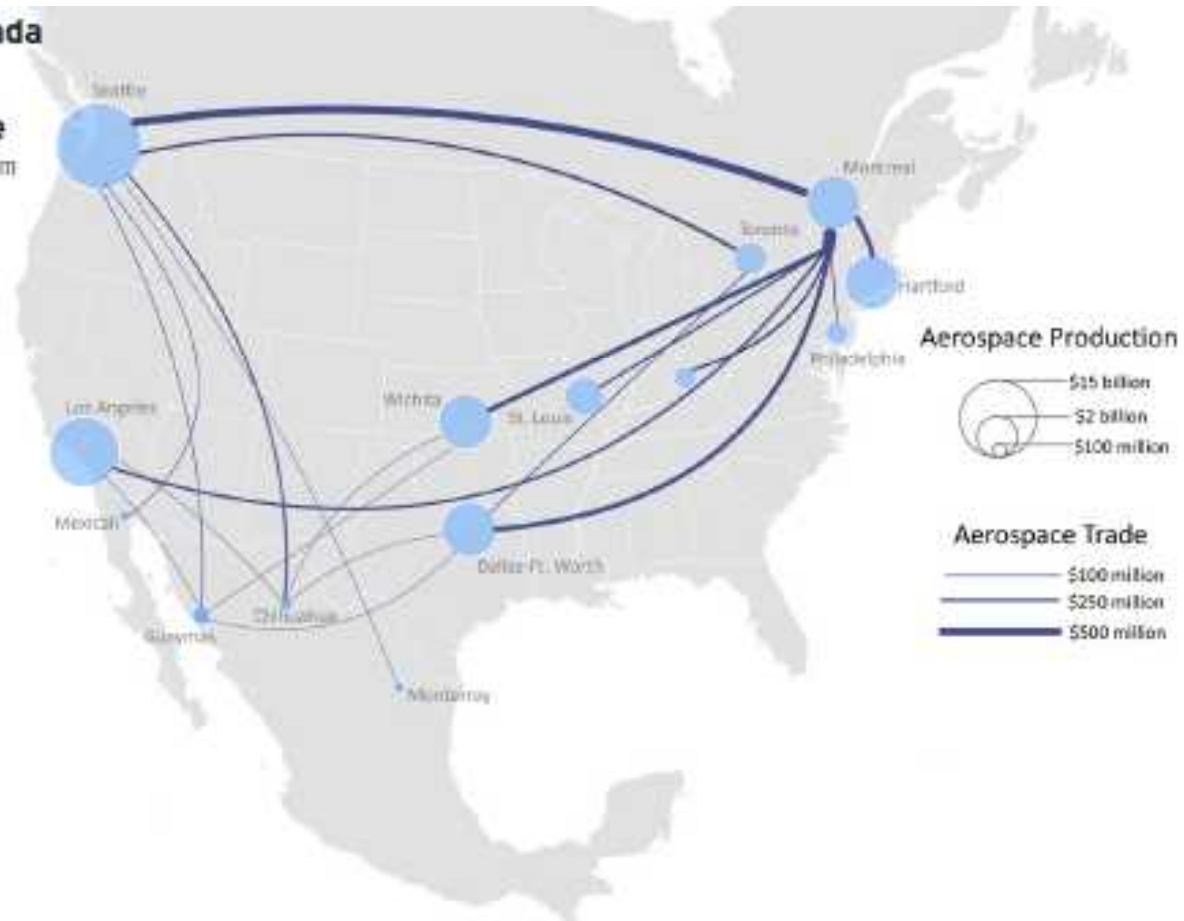 ada
Seattle
e
m
Montreal
Toronto
Hartford
Aerospace Production
Philadelphia
$15 billion
Wichita
Los Angeles
St. Louis
$2 billion
$100 million
Mexicali
Aerospace Trade
Dallas-Ft. Worth
$100 million
$250 million
Chihuahua
Guaymas
$500 million
Monterrey